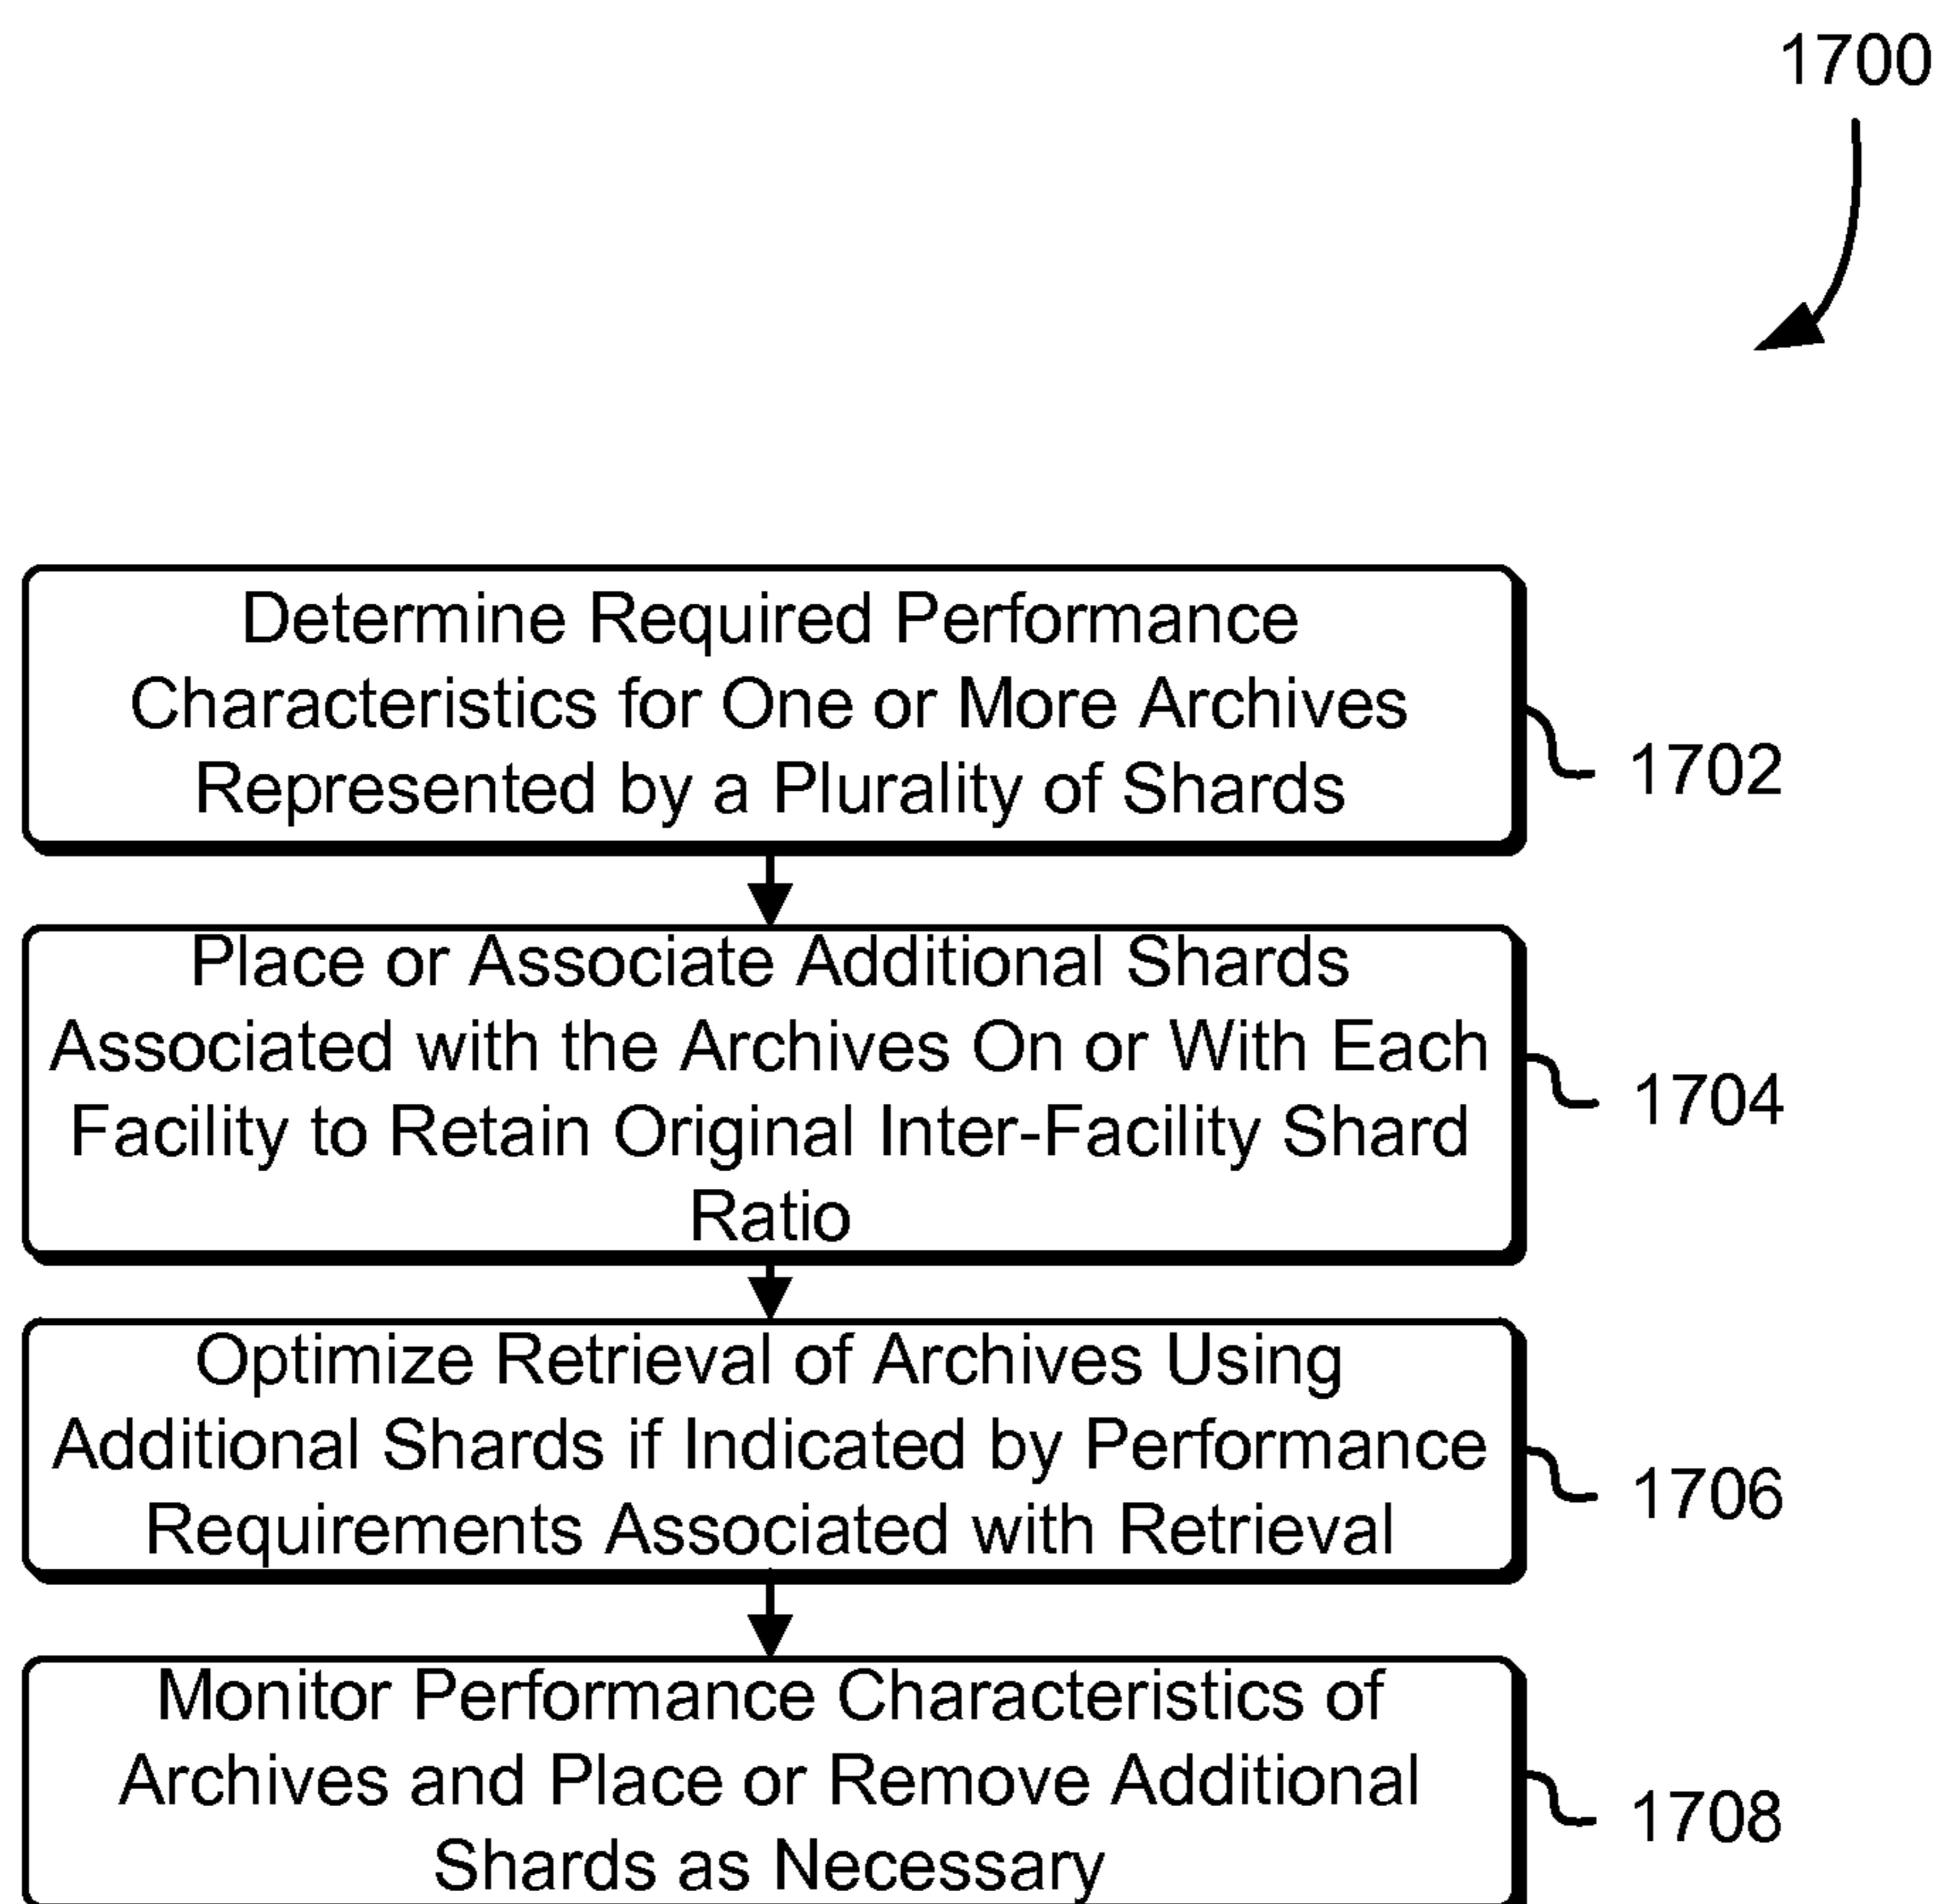 1700
Determine Required Performance
Characteristics for One or More Archives
Represented by a Plurality of Shards
1702
Place or Associate Additional Shards
Associated with the Archives On or With Each
Facility to Retain Original Inter-Facility Shard
Ratio
1704
Optimize Retrieval of Archives Using
Additional Shards if Indicated by Performance
Requirements Associated with Retrieval
1706
Monitor Performance Characteristics of
Archives and Place or Remove Additional
Shards as Necessary
1708